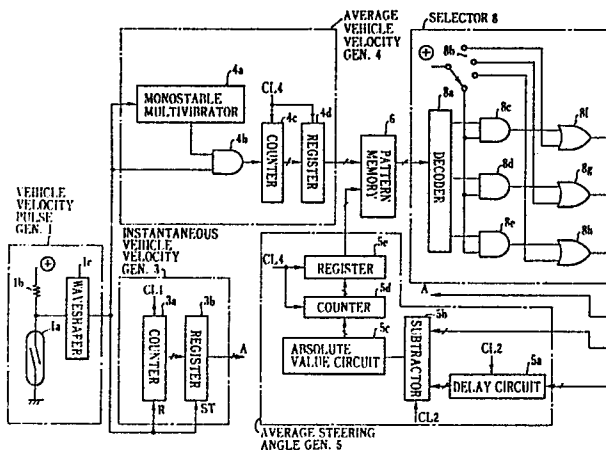 AVERAGE
VEHICLE
VELOCITY
GEN. 4
SELECTOR 8
4a
MONOSTABLE
MULTIVIBRATOR
CL4
4c
4d
4b
COUNTER
REGISTER
6
PATTERN
MEMORY
8b
8a
DECODER
8c
8f
8d
8g
8e
8h
VEHICLE
VELOCITY
PULSE
GEN. 1
1b
1c
WAVESHAFER
1a
INSTANTANEOUS
VEHICLE
VELOCITY
GEN. 3
CL1
3a
3b
COUNTER
REGISTER
A
R
ST
5e
CL4
REGISTER
5d
COUNTER
5c
ABSOLUTE
VALUE CIRCUIT
5b
SUBTRACTOR
CL2
A
CL2
5a
DELAY CIRCUIT
AVERAGE STEERING
ANGLE GEN. 5